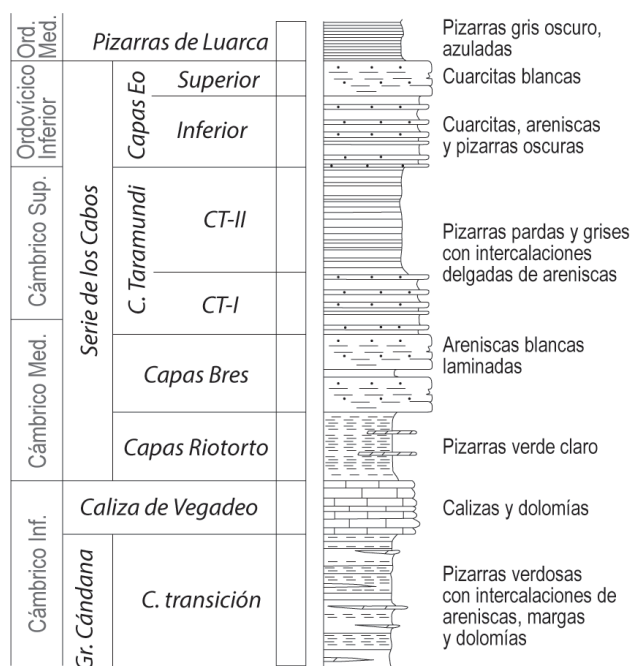 Ord.
Med.
Pizarras de Luarca
Pizarras gris oscuro,
azuladas
Ordovícico
Inferior
Serie de los Cabos
Capas Eo
Superior
Cuarcitas blancas
Inferior
Cuarcitas, areniscas
y pizarras oscuras
Cámbrico Sup.
C. Taramundi
CT-II
Pizarras pardas y grises
con intercalaciones
delgadas de areniscas
CT-I
Cámbrico Med.
Capas Bres
Areniscas blancas
laminadas
Capas Riotorto
Pizarras verde claro
Cámbrico Inf.
Caliza de Vegadeo
Calizas y dolomías
Gr. Cándana
C. transición
Pizarras verdosas
con intercalaciones de
areniscas, margas
y dolomías